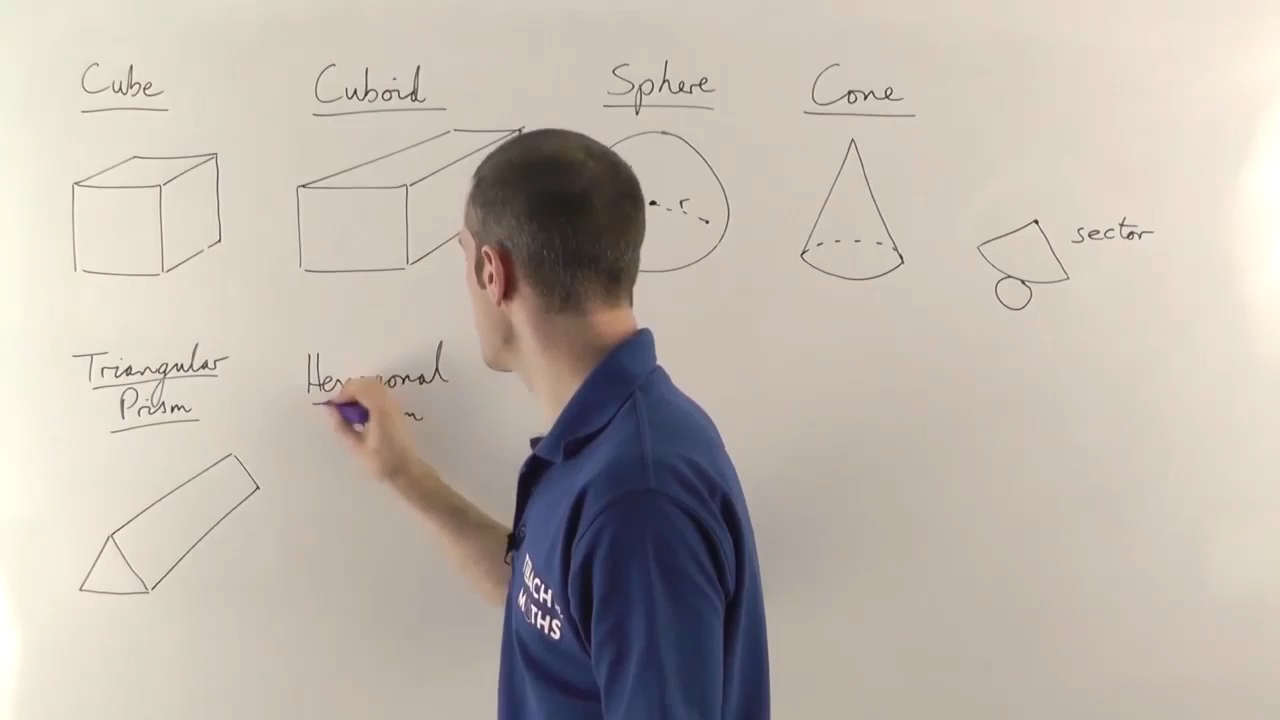 Cube
Cuboid
Sphere
Cone
r
sector
Triangular
Prism
TEACH
MATHS